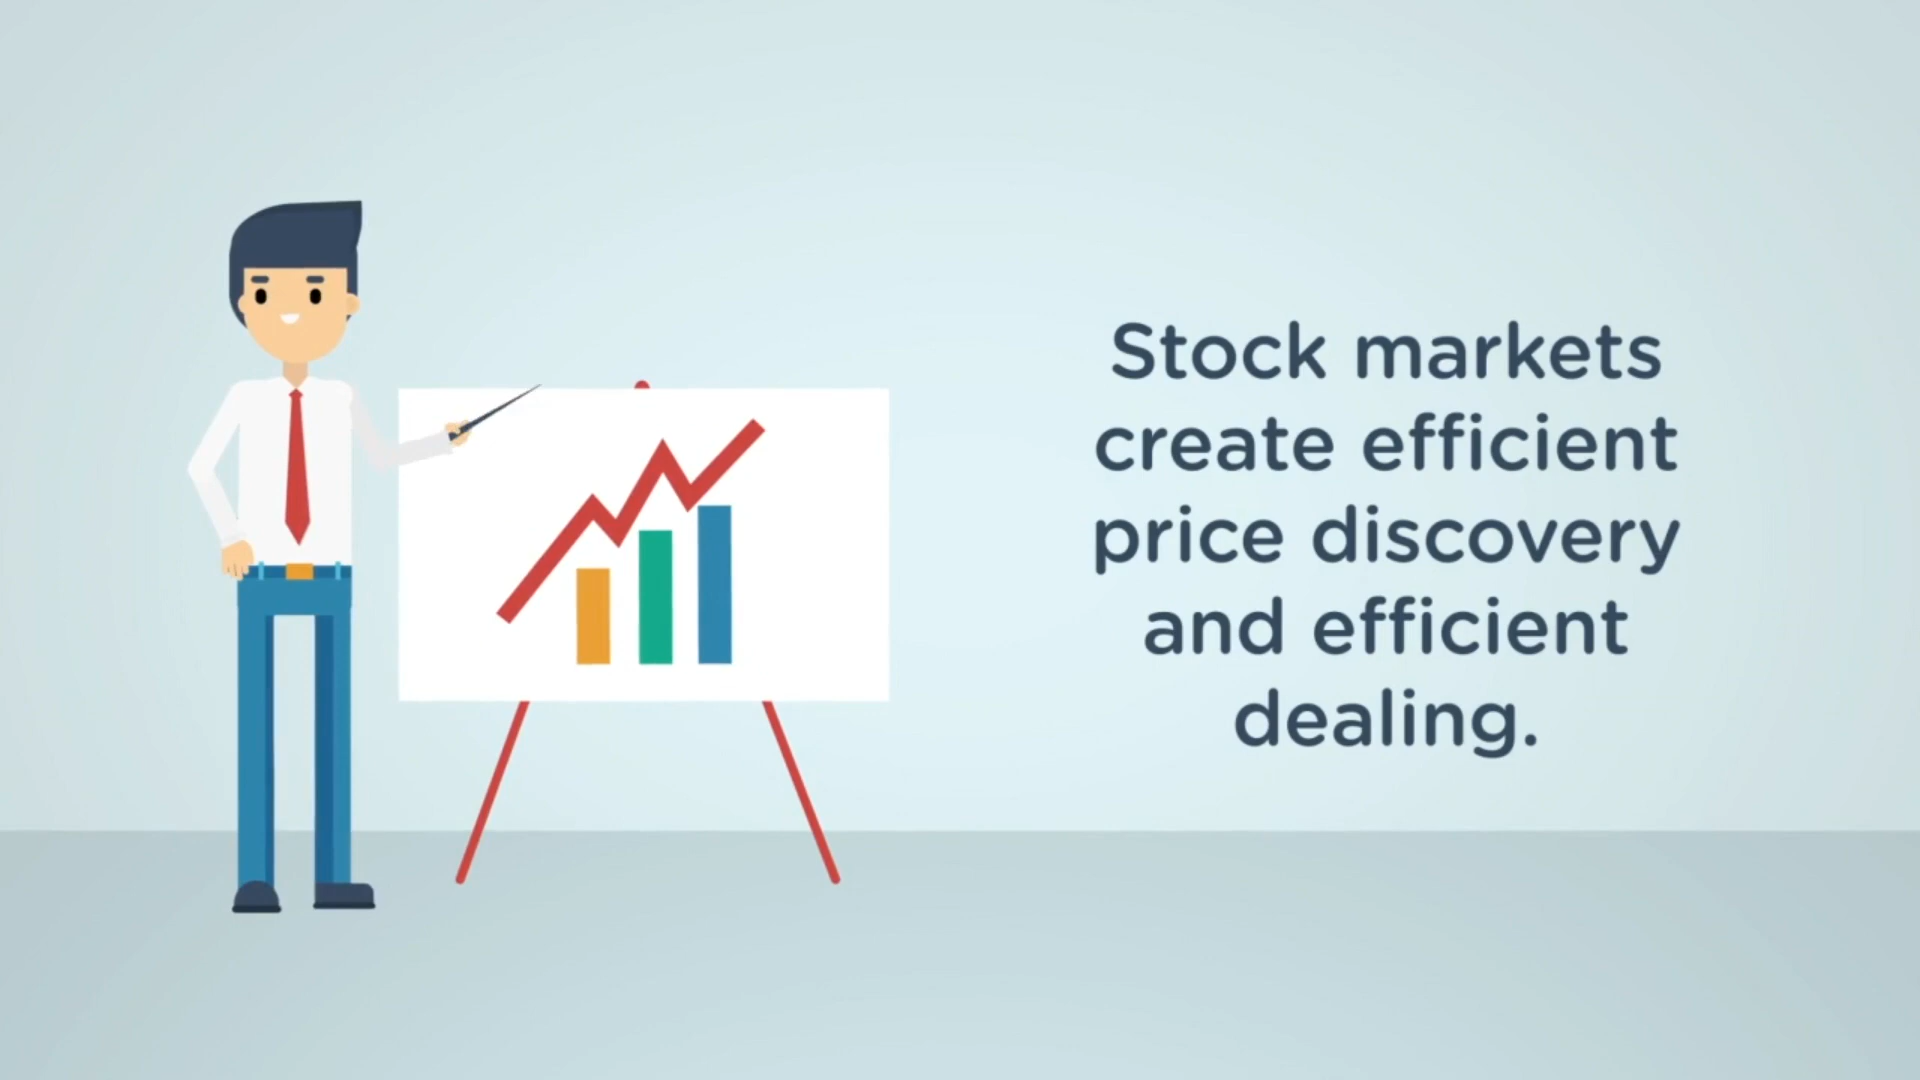 Stock markets
create efficient
price discovery
and efficient
dealing.